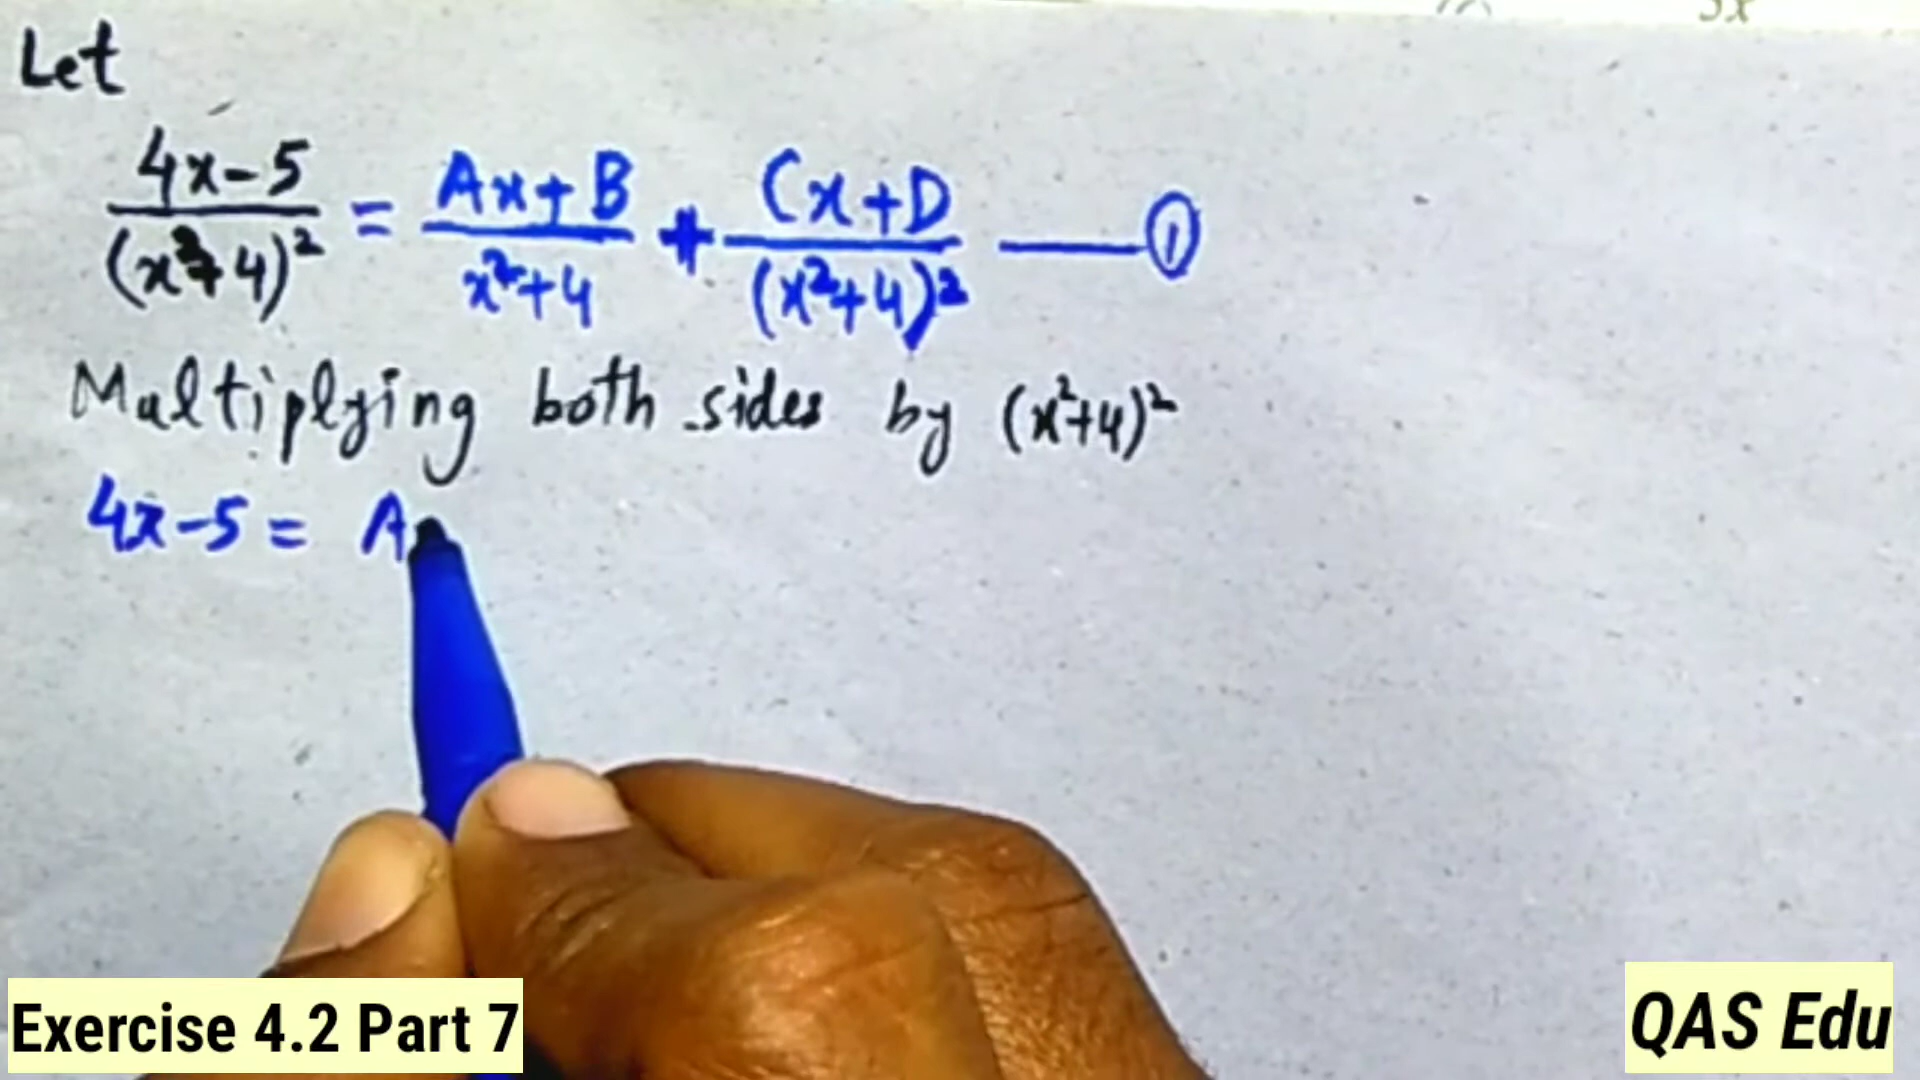 Let
4x-5/(x²+4)² = Ax+B/x²+4 + Cx+D/(x²+4)² —— ①
Multiplying both sides by (x²+4)²
4x-5 = A
Exercise 4.2 Part 7
QAS Edu